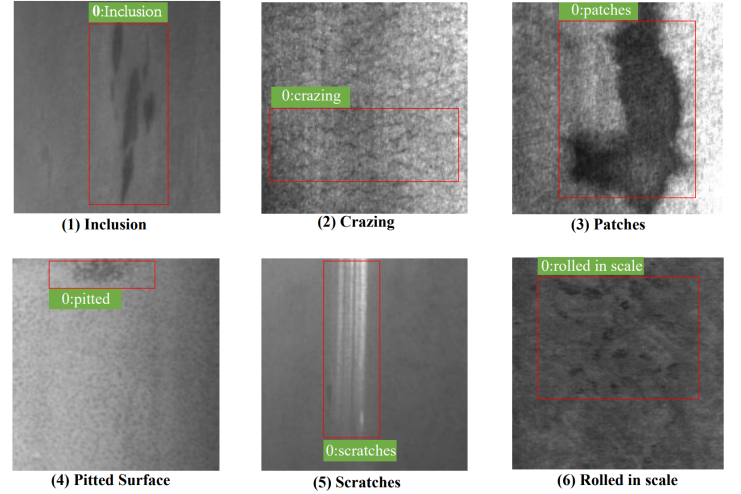 0:Inclusion
0:crazing
0:patches
(1) Inclusion
(2) Crazing
(3) Patches
0:pitted
0:scratches
0:rolled in scale
(4) Pitted Surface
(5) Scratches
(6) Rolled in scale